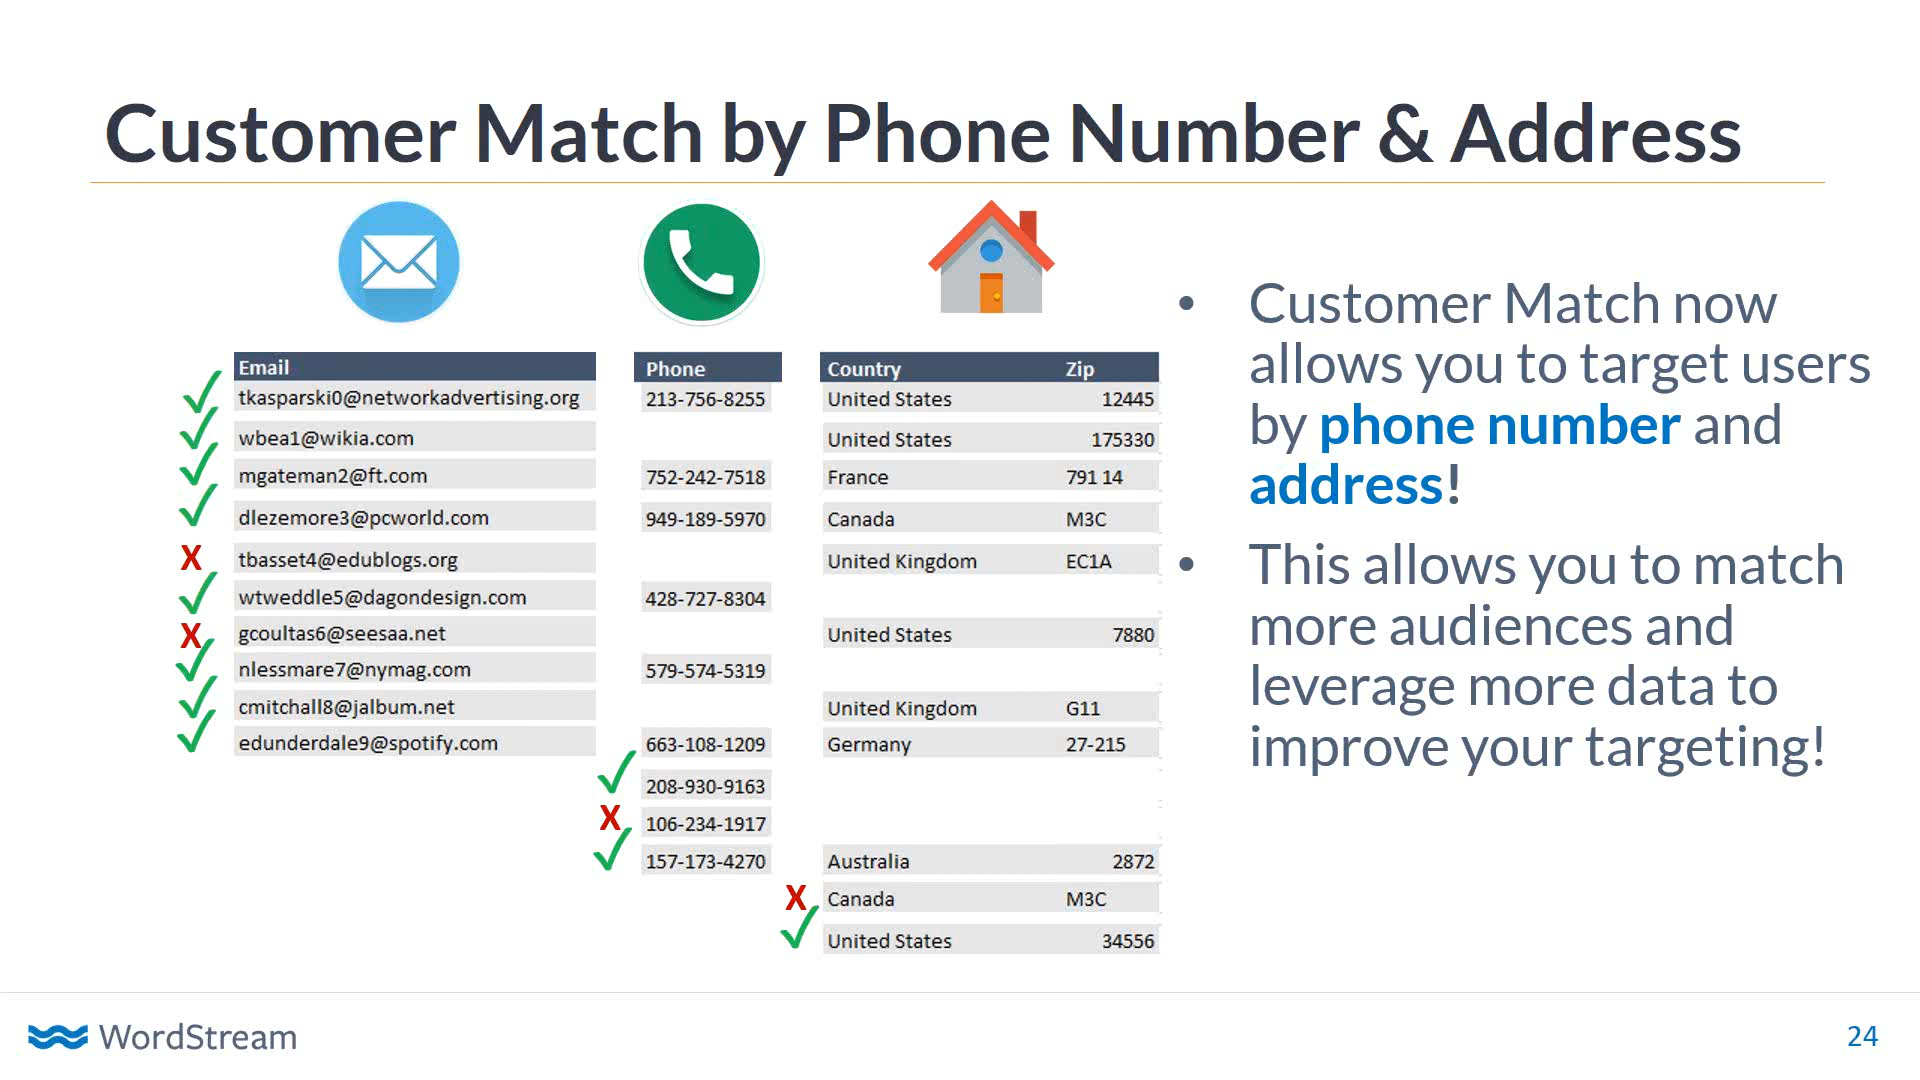 Customer Match by Phone Number & Address
Email Phone Country Zip
tkasparski0@networkadvertising.org 213-756-8255 United States 12445
wbea1@wikia.com United States 175330
mgateman2@ft.com 752-242-7518 France 791 14
dlezemore3@pcworld.com 949-189-5970 Canada M3C
X tbasset4@edublogs.org United Kingdom EC1A
wtweddle5@dagondesign.com 428-727-8304
X gcoultas6@seesaa.net United States 7880
nlessmare7@nymag.com 579-574-5319
cmitchall8@jalbum.net United Kingdom G11
edunderdale9@spotify.com 663-108-1209 Germany 27-215
208-930-9163
X 106-234-1917
157-173-4270 Australia 2872
X Canada M3C
United States 34556
• Customer Match now
allows you to target users
by phone number and
address!
• This allows you to match
more audiences and
leverage more data to
improve your targeting!
WordStream
24